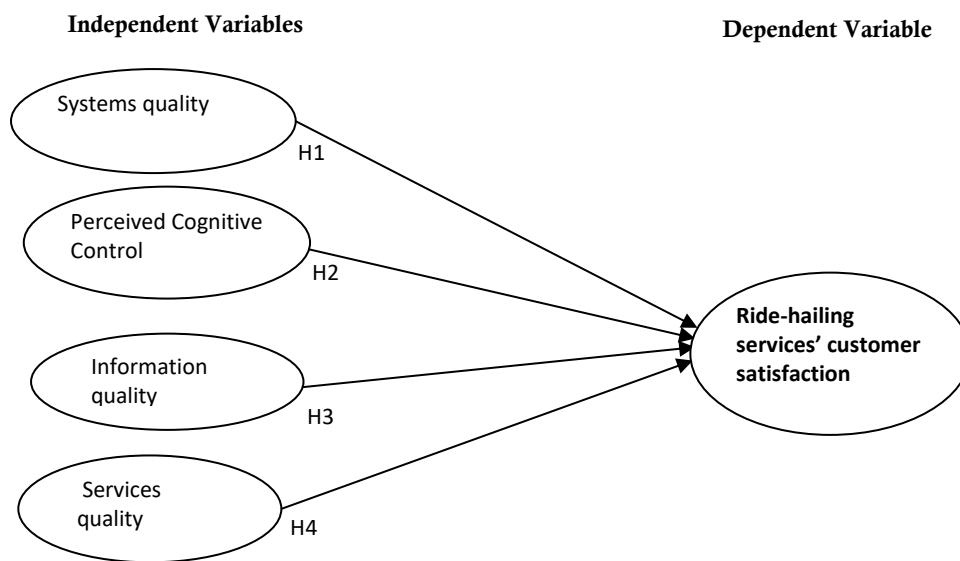 Independent Variables
Dependent Variable
Systems quality
H1
Perceived Cognitive
Control
H2
Ride-hailing
services’ customer
satisfaction
Information
quality
H3
Services
quality
H4